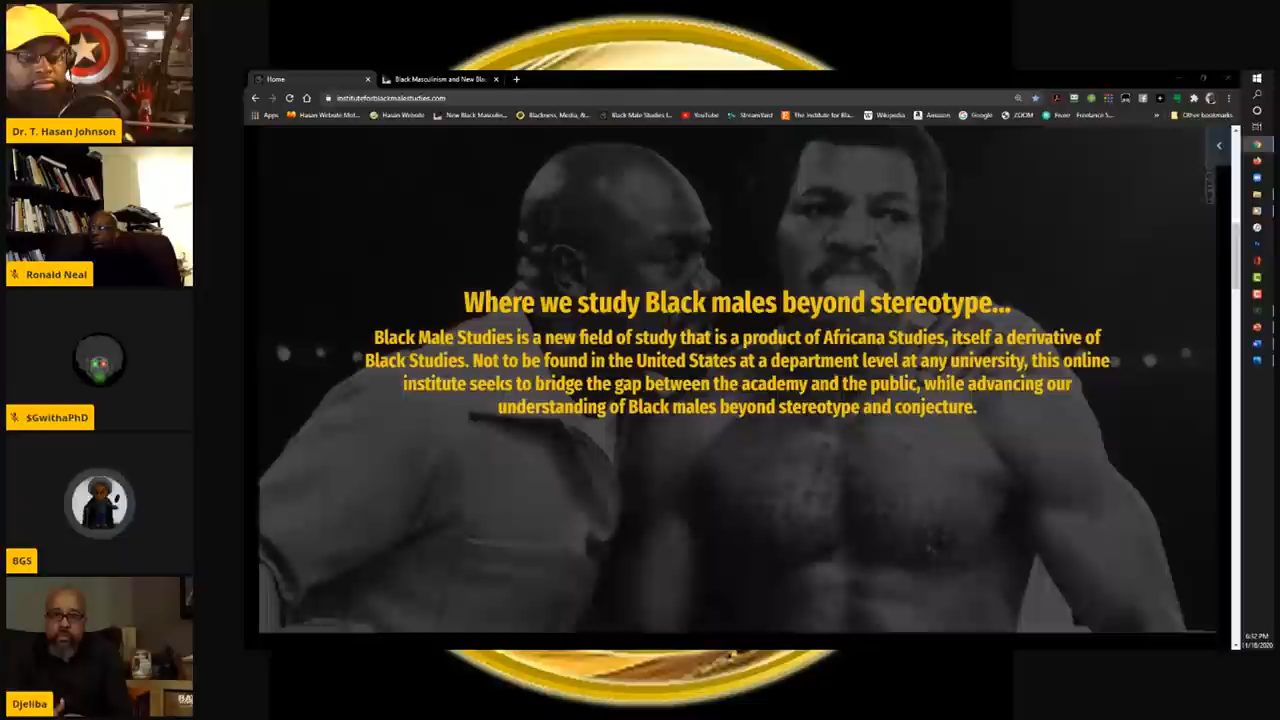 Dr. T. Hasan Johnson
Ronald Neal
$GwithaPhD
BGS
Djeliba
Home
Black Masculinism and New Bla
instituteforblackmalestudies.com
Apps
Hasan Website
New Black Masculin...
Blackness, Media, &...
Black Male Studies I...
YouTube
StreamYard
The Institute for Bla...
Wikipedia
Amazon
Google
ZOOM
Fiverr - Freelance S...
Other bookmarks
Where we study Black males beyond stereotype...
Black Male Studies is a new field of study that is a product of Africana Studies, itself a derivative of
Black Studies. Not to be found in the United States at a department level at any university, this online
institute seeks to bridge the gap between the academy and the public, while advancing our
understanding of Black males beyond stereotype and conjecture.
6:32 PM